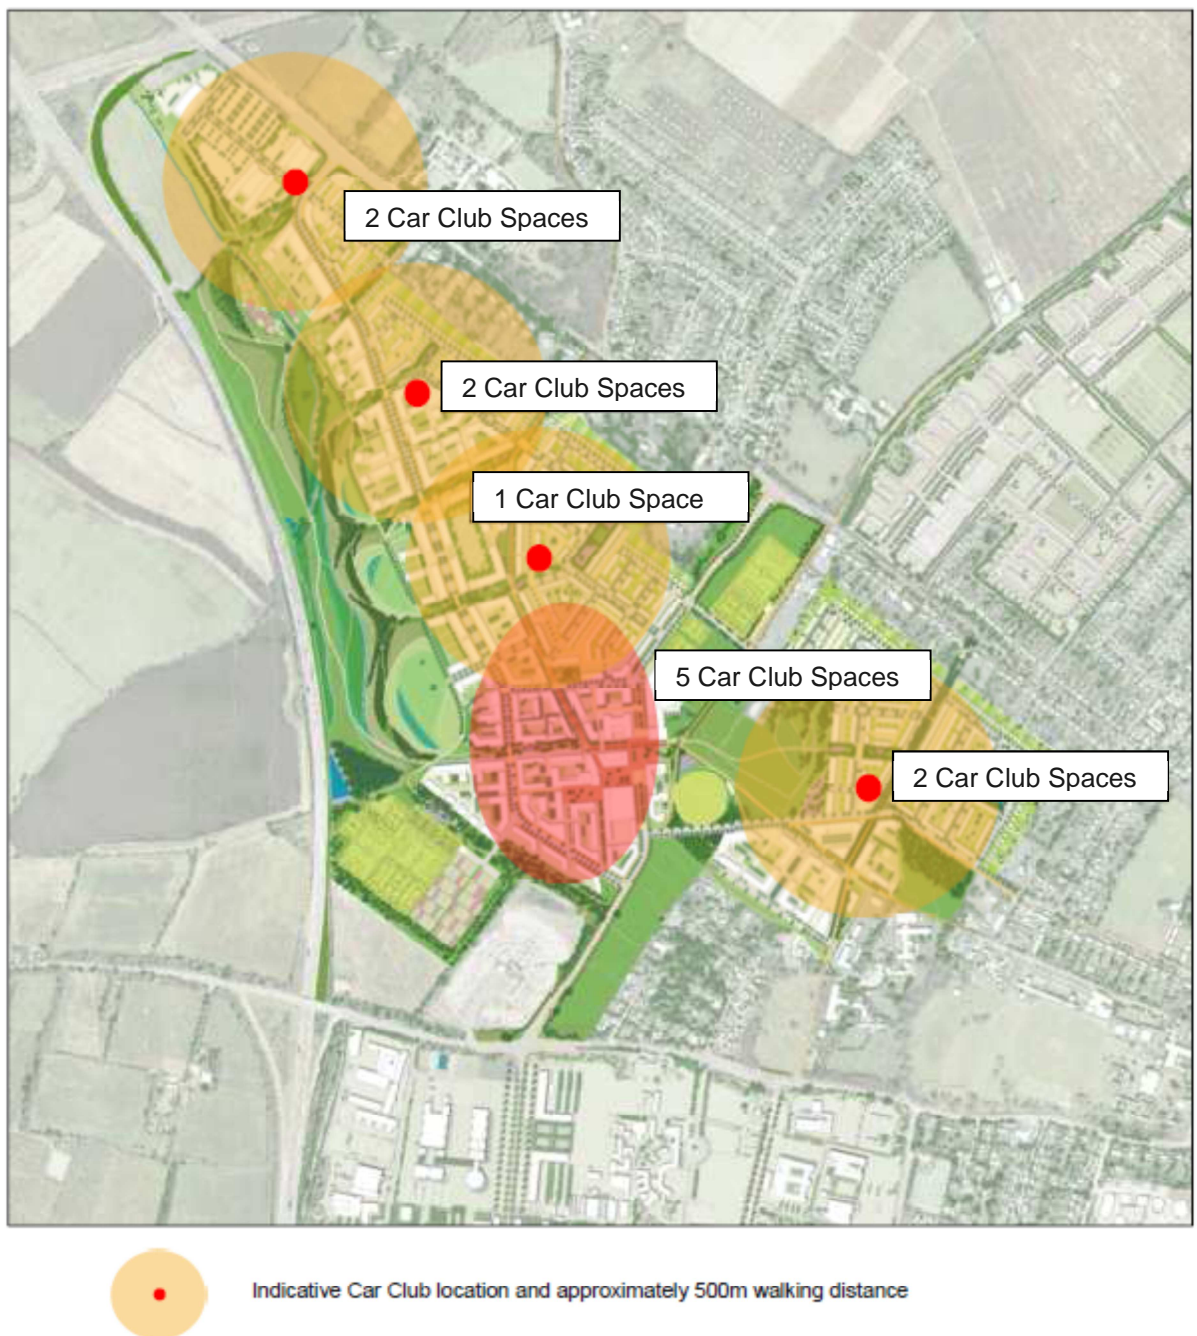 2 Car Club Spaces
2 Car Club Spaces
1 Car Club Space
5 Car Club Spaces
2 Car Club Spaces
Indicative Car Club location and approximately 500m walking distance